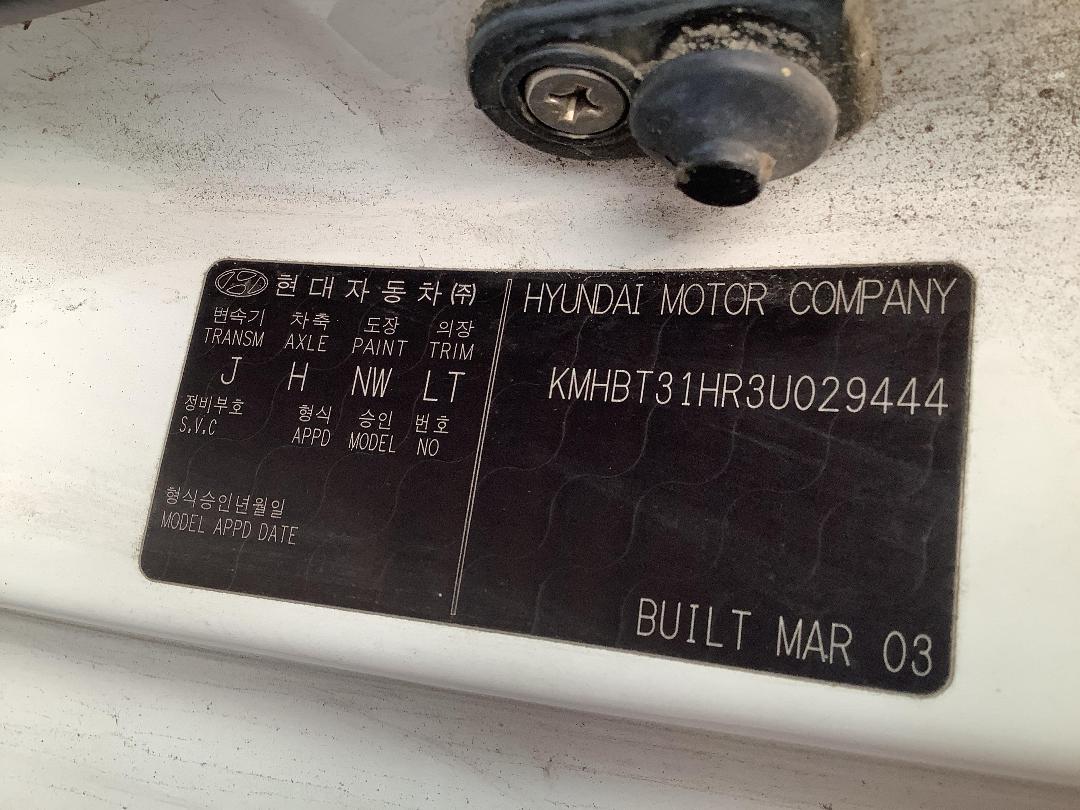 현대자동차(주)
변속기 차축 도장 의장
TRANSM AXLE PAINT TRIM
J H NW LT
정비부호 형식 승인 번호
S.V.C APPD MODEL NO
형식승인년월일
MODEL APPD DATE
HYUNDAI MOTOR COMPANY
KMHBT31HR3U029444
BUILT MAR 03